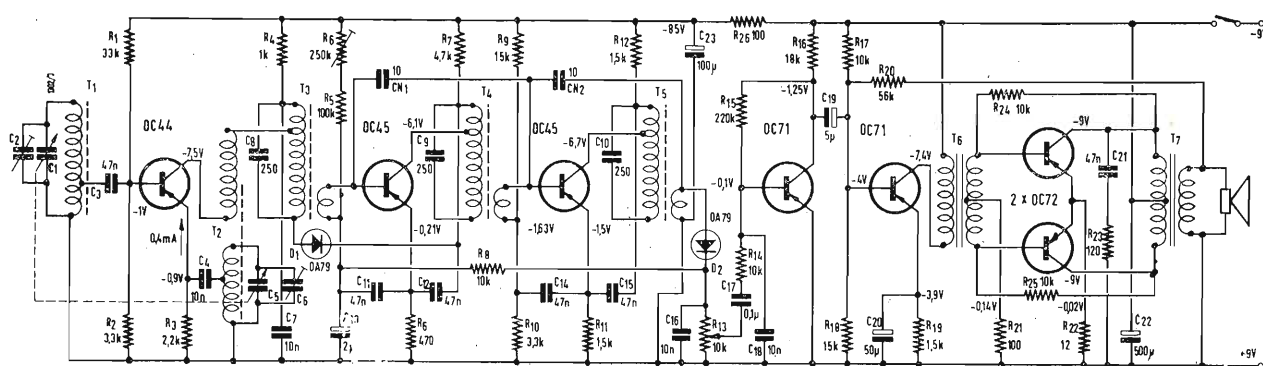 R1
33k
R4
1k
R6
250k
R7
4,7k
R9
15k
R12
1,5k
-85V
C23
100µ
R26 100
R16
18k
R17
10k
-9V
R5
100k
10
CN1
10
CN2
T1
C2
C1
47n
C3
OC44
-7,5V
-1V
0,4mA
-0,9V
T2
T3
C8
250
OC45
-6,1V
C9
250
T4
OC45
-6,7V
C10
250
T5
R15
220k
-1,25V
C19
5µ
OC71
-0,1V
R20
56k
OC71
-4V
-7,4V
T6
R24 10k
-9V
2 x OC72
-9V
47n
C21
T7
R23
120
R25 10k
-0,14V
-0,02V
D1
OA79
-0,21V
-1,63V
-1,5V
OA79
D2
R8
10k
C4
10n
C5
C6
C7
10n
C11
47n
C12
47n
C14
47n
C15
47n
R14
10k
C17
0,1µ
C16
10n
R13
10k
C18 10n
R2
3,3k
R3
2,2k
2µ
R6
470
R10
3,3k
R11
1,5k
R18
15k
C20
50µ
-3,9V
R19
1,5k
R21
100
R22
12
C22
500µ
+9V